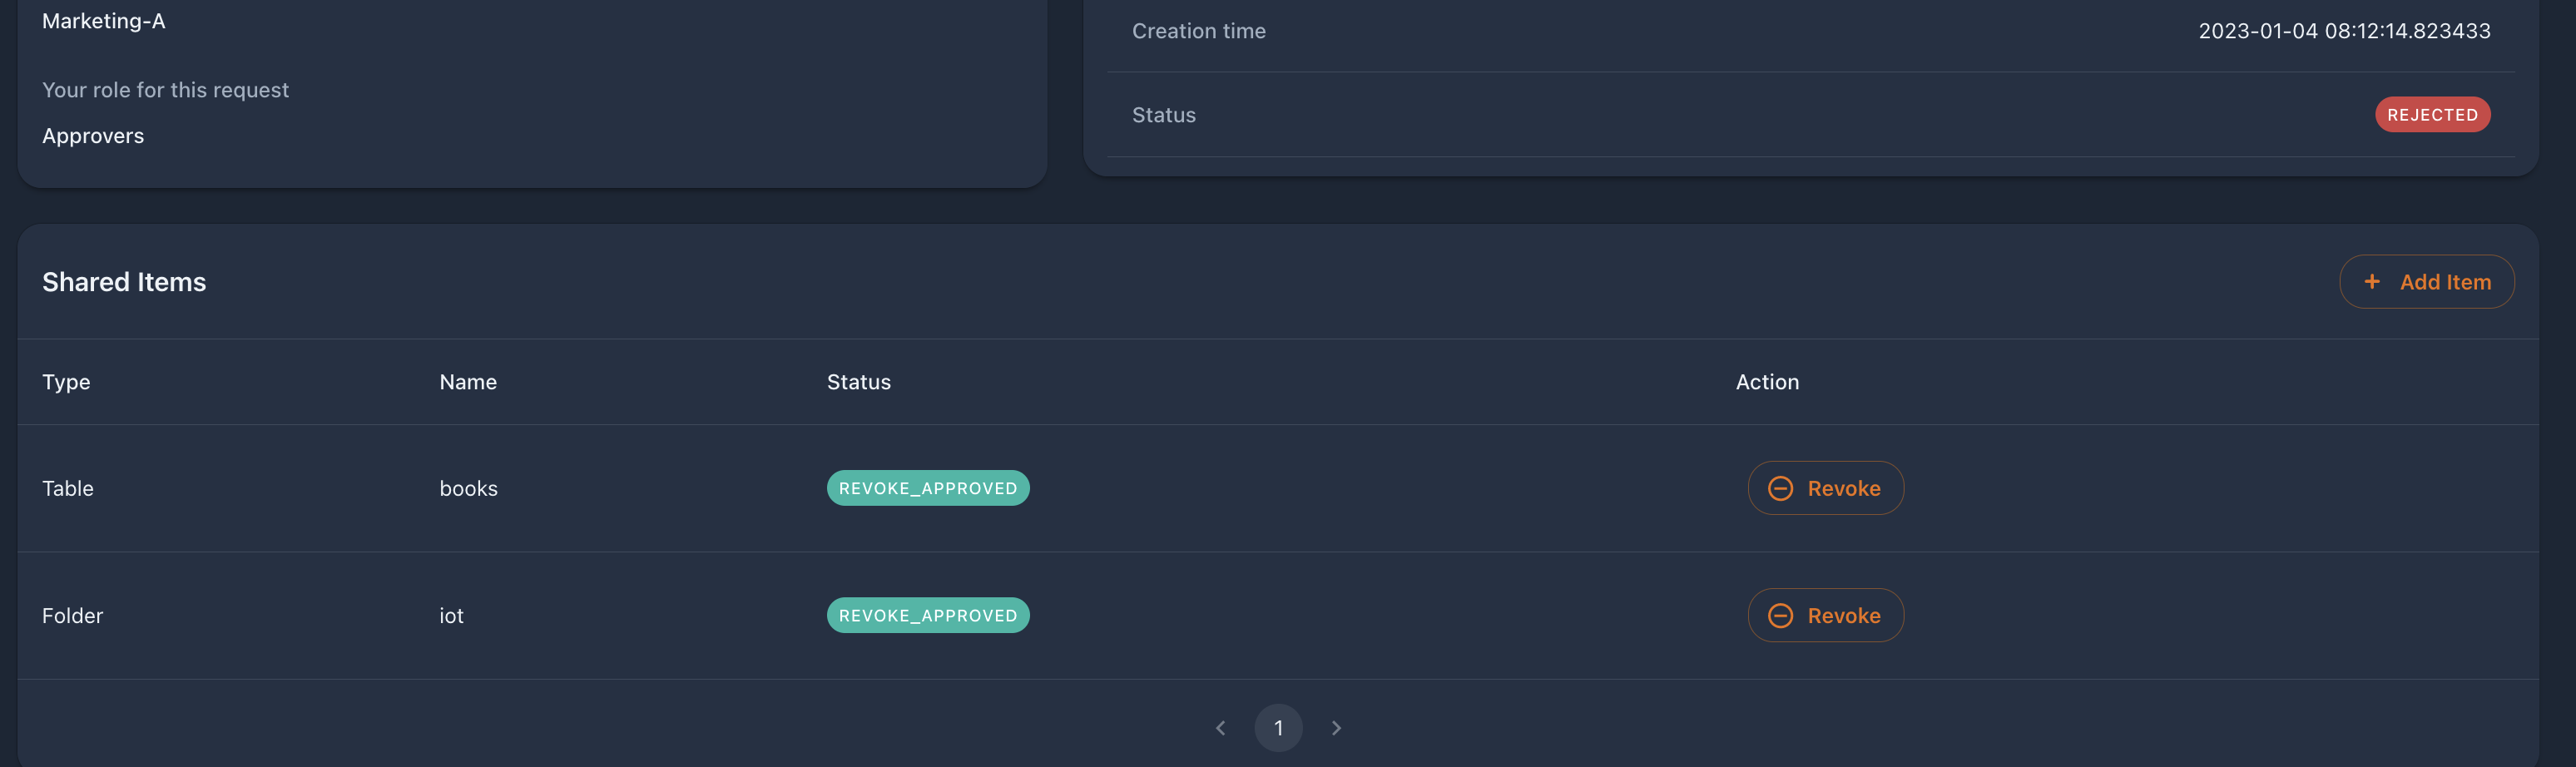 Marketing-A
Your role for this request
Approvers
Creation time 2023-01-04 08:12:14.823433
Status REJECTED
Shared Items + Add Item
Type Name Status Action
Table books REVOKE_APPROVED Revoke
Folder iot REVOKE_APPROVED Revoke
1